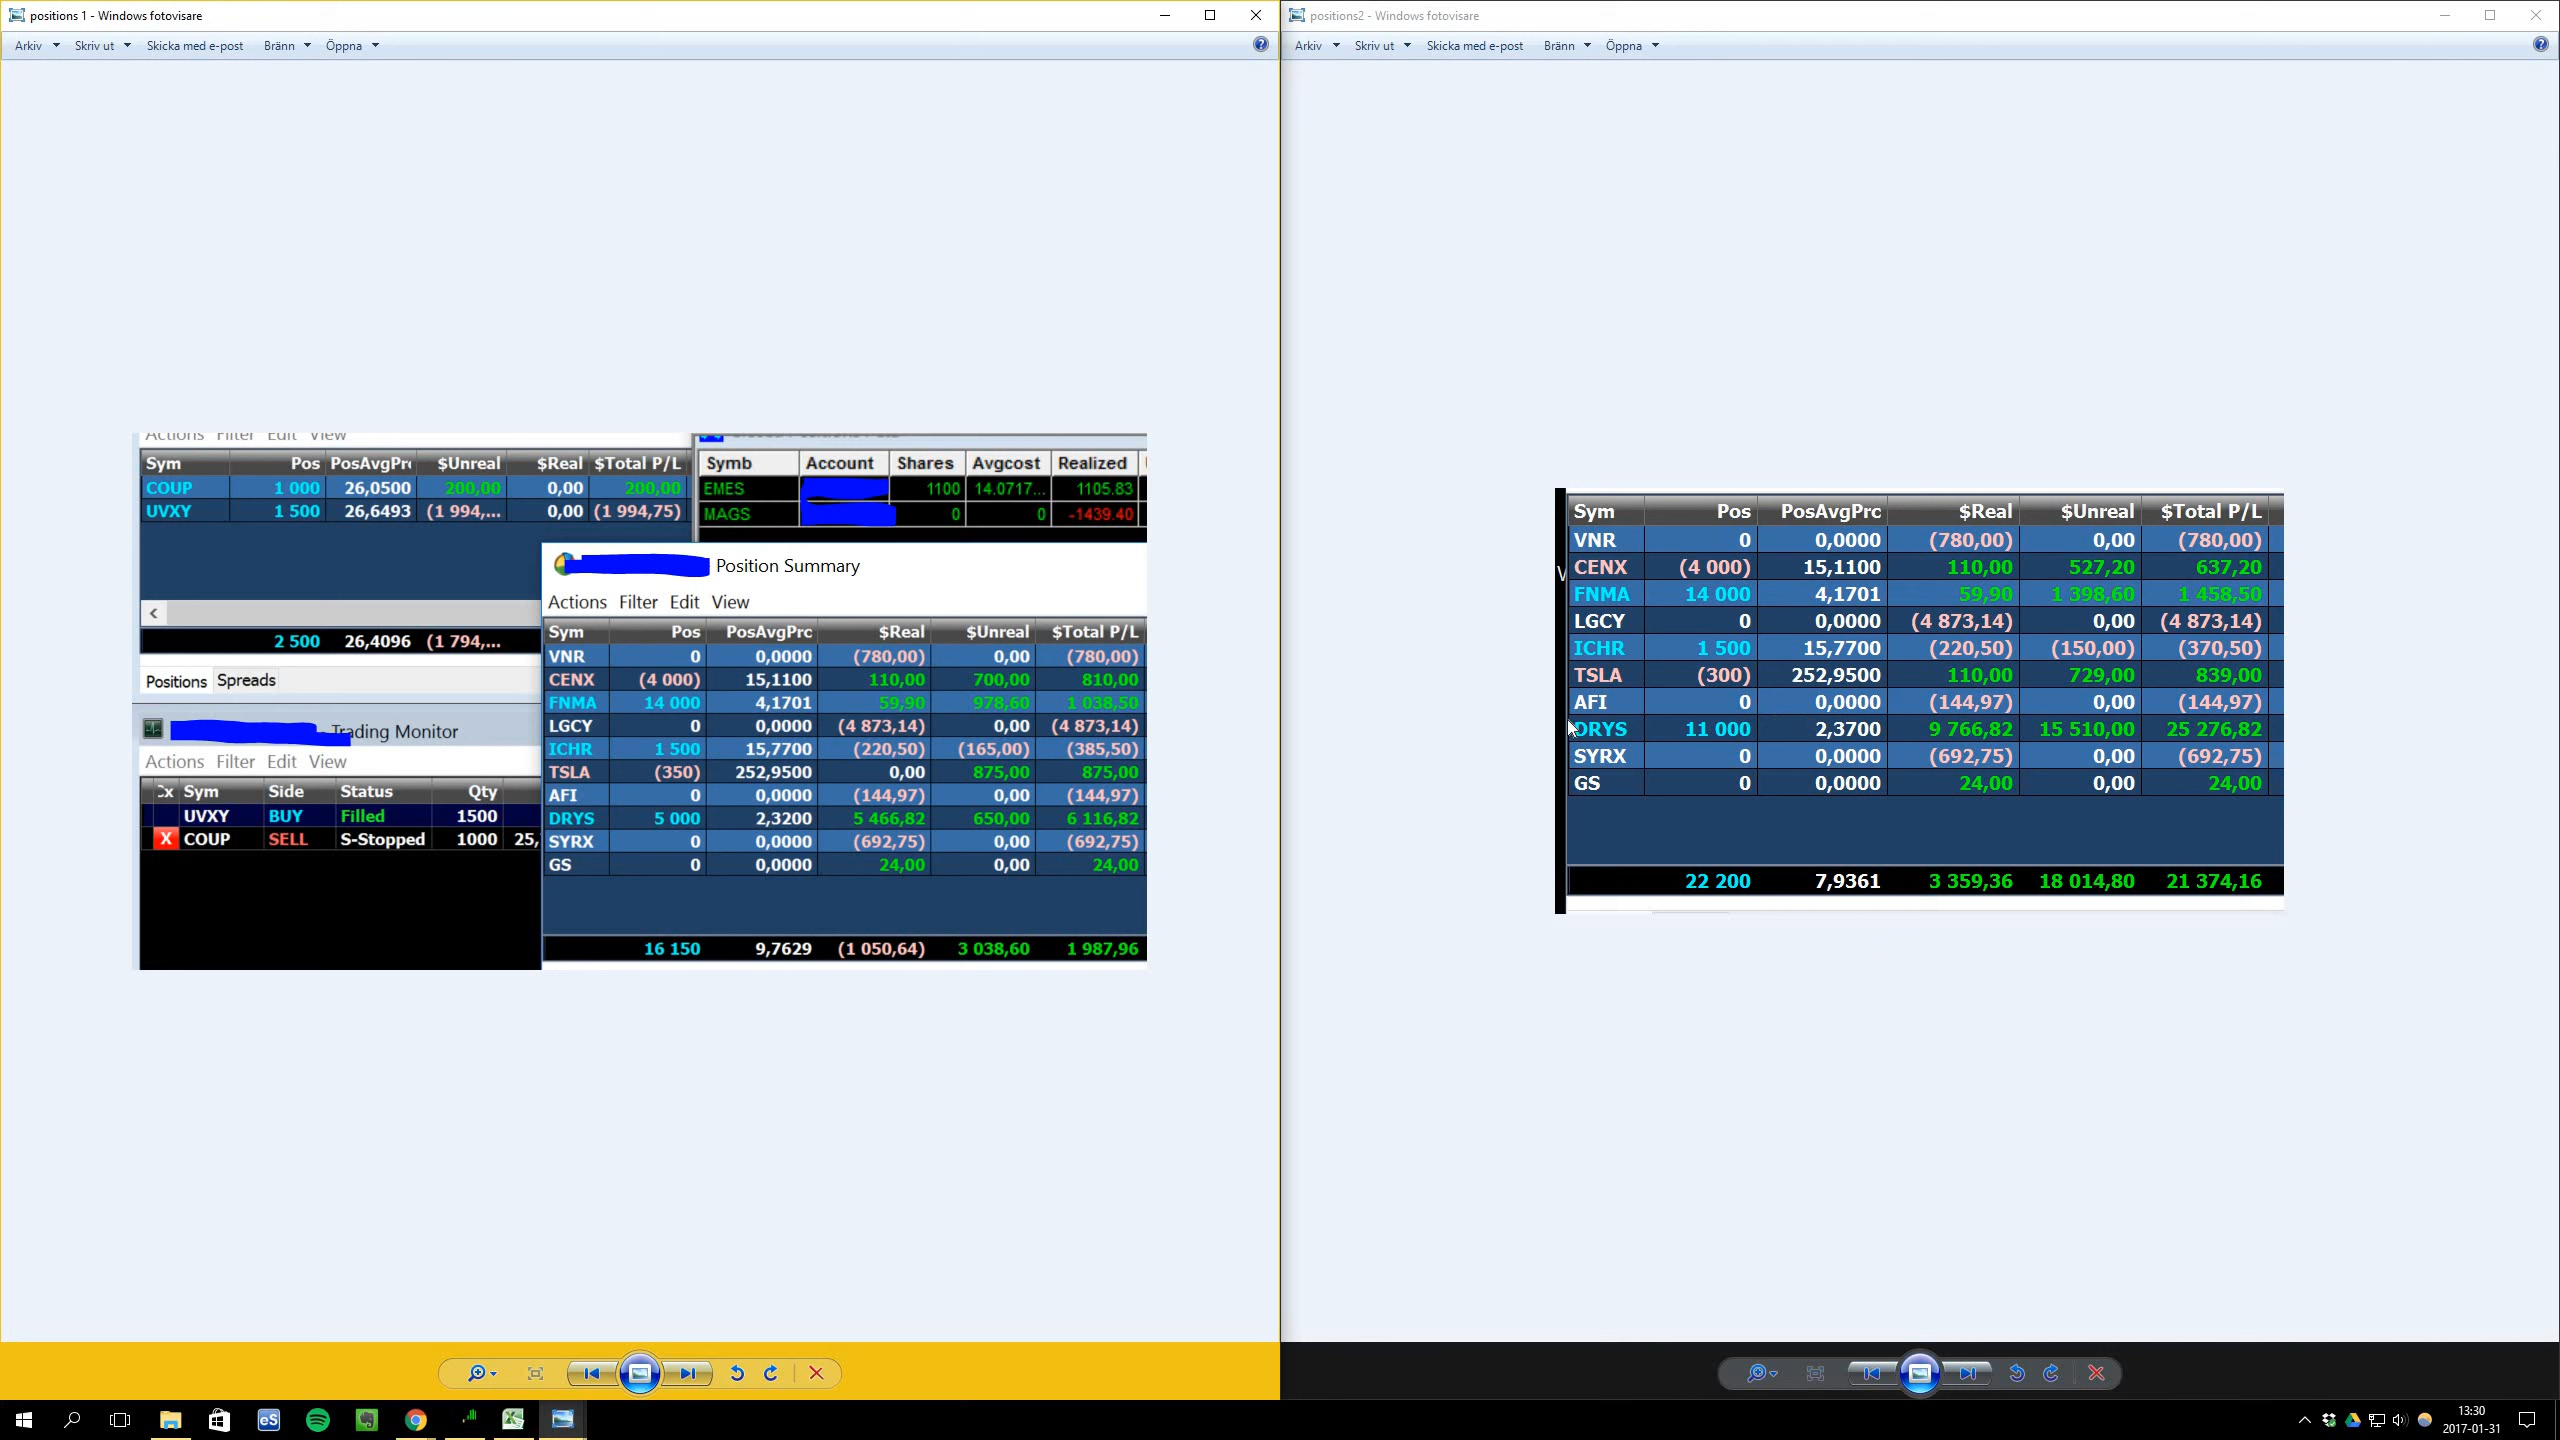 positions 1 - Windows fotovisare
Arkiv Skriv ut Skicka med e-post Bränn Öppna
Actions Filter Edit View
Sym Pos PosAvgPrc $Unreal $Real $Total P/L
COUP 1 000 26,0500 200,00 0,00 200,00
UVXY 1 500 26,6493 (1 994,... 0,00 (1 994,75)
2 500 26,4096 (1 794,...
Positions Spreads
Symb Account Shares Avgcost Realized
EMES 1100 14.0717... 1105.83
MAGS 0 0 -1439.40
Trading Monitor
Actions Filter Edit View
Cx Sym Side Status Qty
UVXY BUY Filled 1500
X COUP SELL S-Stopped 1000 25,
Position Summary
Actions Filter Edit View
Sym Pos PosAvgPrc $Real $Unreal $Total P/L
VNR 0 0,0000 (780,00) 0,00 (780,00)
CENX (4 000) 15,1100 110,00 700,00 810,00
FNMA 14 000 4,1701 59,90 978,60 1 038,50
LGCY 0 0,0000 (4 873,14) 0,00 (4 873,14)
ICHR 1 500 15,7700 (220,50) (165,00) (385,50)
TSLA (350) 252,9500 0,00 875,00 875,00
AFI 0 0,0000 (144,97) 0,00 (144,97)
DRYS 5 000 2,3200 5 466,82 650,00 6 116,82
SYRX 0 0,0000 (692,75) 0,00 (692,75)
GS 0 0,0000 24,00 0,00 24,00
16 150 9,7629 (1 050,64) 3 038,60 1 987,96
positions2 - Windows fotovisare
Arkiv Skriv ut Skicka med e-post Bränn Öppna
Sym Pos PosAvgPrc $Real $Unreal $Total P/L
VNR 0 0,0000 (780,00) 0,00 (780,00)
CENX (4 000) 15,1100 110,00 527,20 637,20
FNMA 14 000 4,1701 59,90 1 398,60 1 458,50
LGCY 0 0,0000 (4 873,14) 0,00 (4 873,14)
ICHR 1 500 15,7700 (220,50) (150,00) (370,50)
TSLA (300) 252,9500 110,00 729,00 839,00
AFI 0 0,0000 (144,97) 0,00 (144,97)
DRYS 11 000 2,3700 9 766,82 15 510,00 25 276,82
SYRX 0 0,0000 (692,75) 0,00 (692,75)
GS 0 0,0000 24,00 0,00 24,00
22 200 7,9361 3 359,36 18 014,80 21 374,16
eS
13:30
2017-01-31